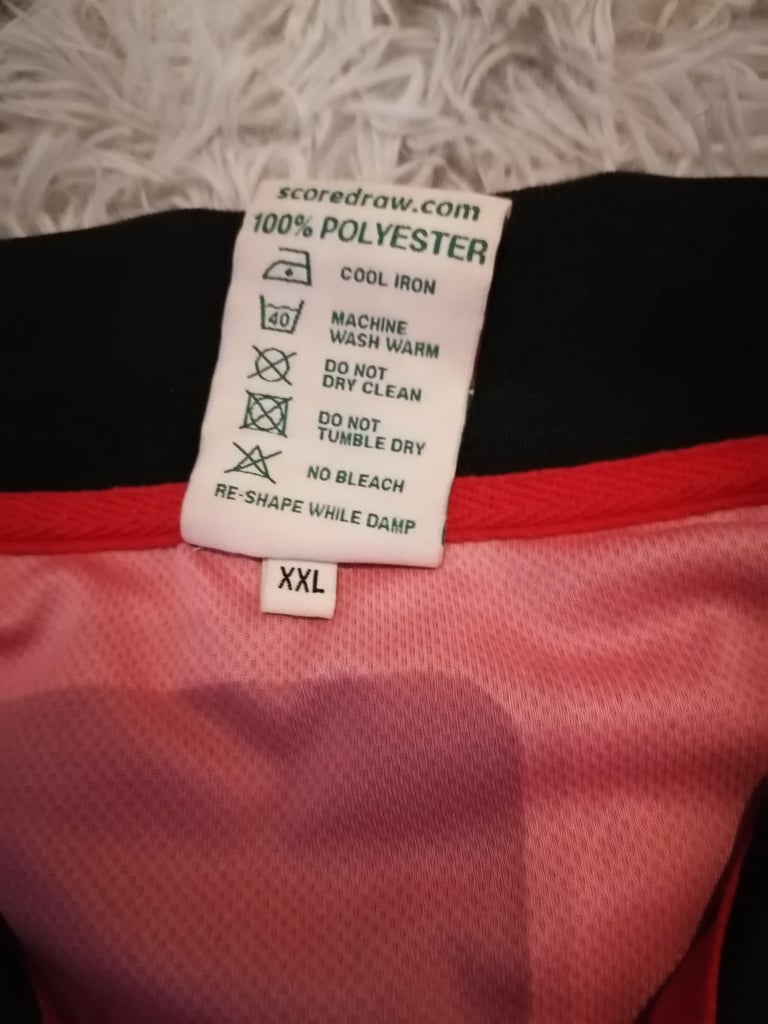 scoredraw.com
100% POLYESTER
COOL IRON
40
MACHINE
WASH WARM
DO NOT
DRY CLEAN
DO NOT
TUMBLE DRY
NO BLEACH
RE-SHAPE WHILE DAMP
XXL